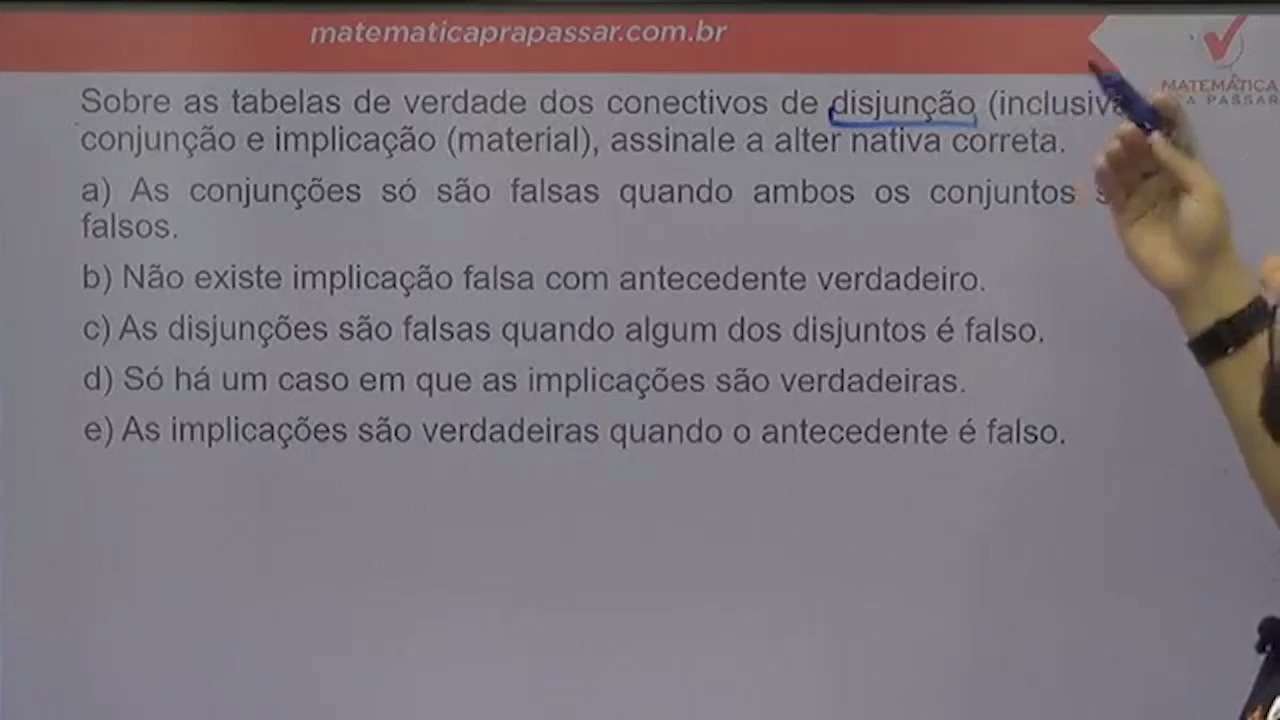 matematicaprapassar.com.br
MATEMÁTICA
A PASSAR
Sobre as tabelas de verdade dos conectivos de disjunção (inclusiva
conjunção e implicação (material), assinale a alter nativa correta.
a) As conjunções só são falsas quando ambos os conjuntos
falsos.
b) Não existe implicação falsa com antecedente verdadeiro.
c) As disjunções são falsas quando algum dos disjuntos é falso.
d) Só há um caso em que as implicações são verdadeiras.
e) As implicações são verdadeiras quando o antecedente é falso.